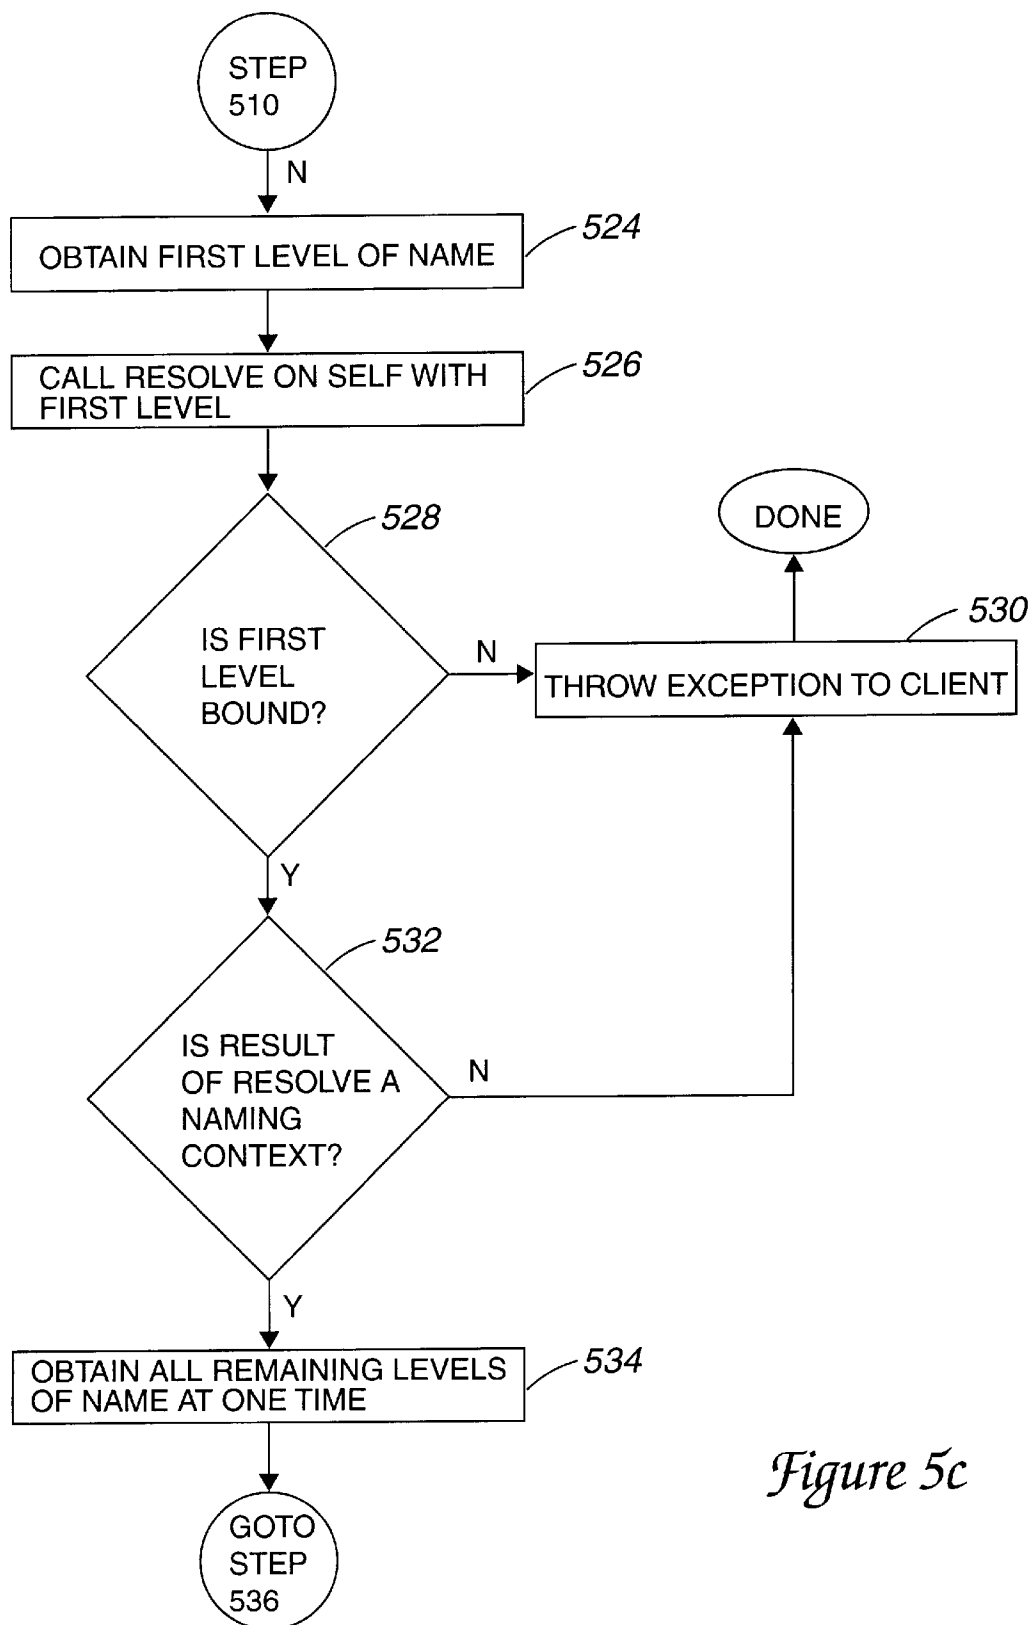 STEP
510
N
OBTAIN FIRST LEVEL OF NAME
524
CALL RESOLVE ON SELF WITH
FIRST LEVEL
526
528
IS FIRST
LEVEL
BOUND?
N
DONE
530
THROW EXCEPTION TO CLIENT
Y
532
IS RESULT
OF RESOLVE A
NAMING
CONTEXT?
N
Y
OBTAIN ALL REMAINING LEVELS
OF NAME AT ONE TIME
534
GOTO
STEP
536
Figure 5c